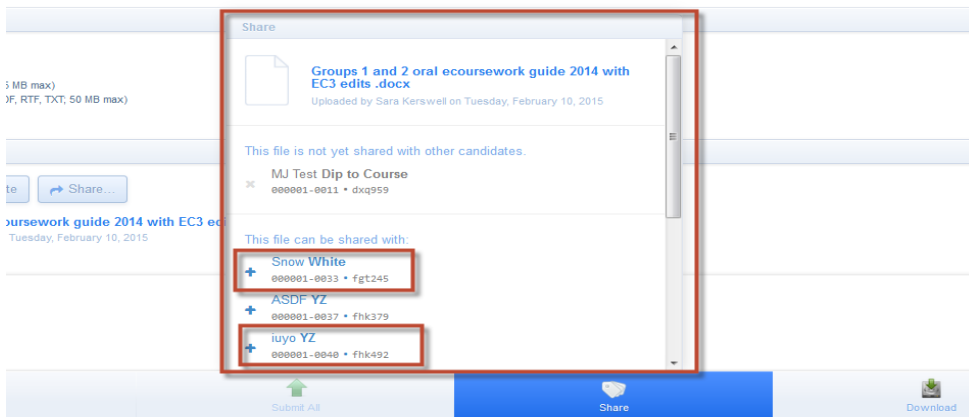 Share
Groups 1 and 2 oral ecoursework guide 2014 with
EC3 edits .docx
Uploaded by Sara Kerswell on Tuesday, February 10, 2015
MB max)
RTF, TXT; 50 MB max)
This file is not yet shared with other candidates.
MJ Test Dip to Course
000001-0011 • dxq959
Share...
oursework guide 2014 with EC3 edi
Tuesday, February 10, 2015
This file can be shared with:
Snow White
000001-0033 • fgt245
ASDF YZ
000001-0037 • fhk379
iuyo YZ
000001-0040 • fhk492
Submit All
Share
Download